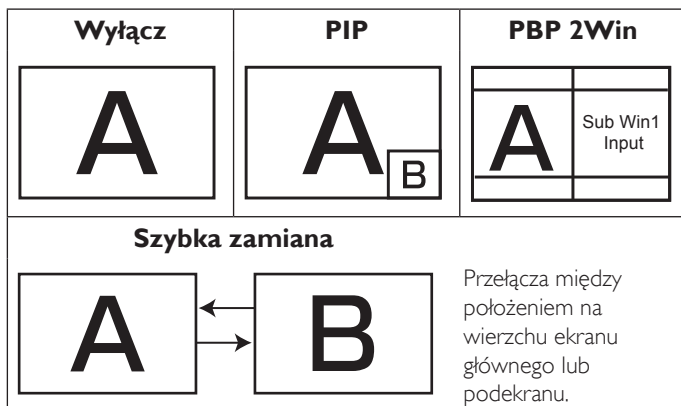 Wyłącz
PIP
PBP 2Win
A
A
B
A
Sub Win1
Input
Szybka zamiana
A
B
Przełącza między
położeniem na
wierzchu ekranu
głównego lub
podekranu.